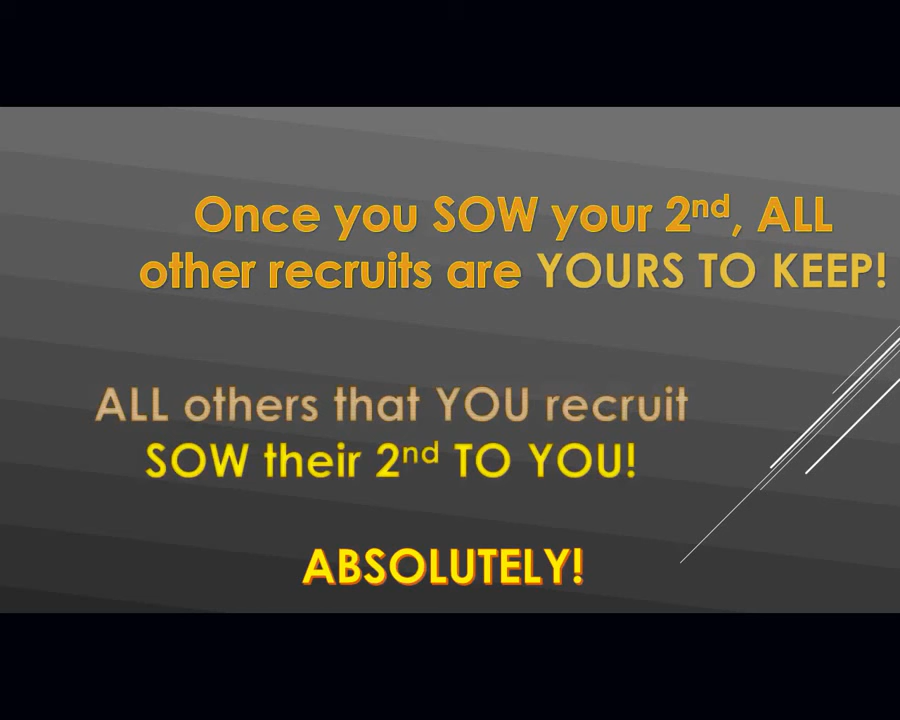 Once you SOW your 2nd, ALL
other recruits are YOURS TO KEEP!
ALL others that YOU recruit
SOW their 2nd TO YOU!
ABSOLUTELY!